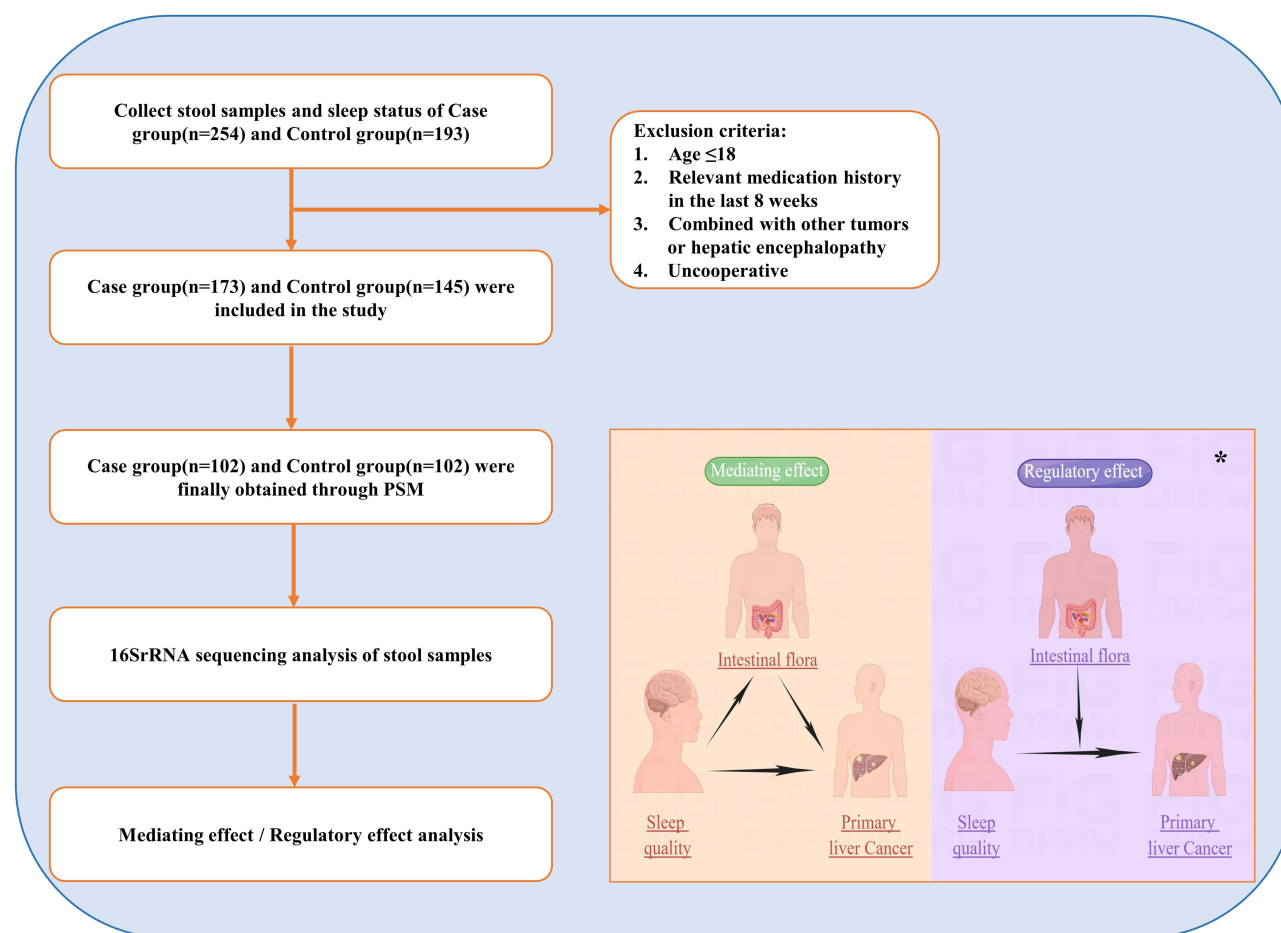 Collect stool samples and sleep status of Case
group(n=254) and Control group(n=193)
Exclusion criteria:
1. Age ≤18
2. Relevant medication history
in the last 8 weeks
3. Combined with other tumors
or hepatic encephalopathy
4. Uncooperative
Case group(n=173) and Control group(n=145) were
included in the study
Case group(n=102) and Control group(n=102) were
finally obtained through PSM
16SrRNA sequencing analysis of stool samples
Mediating effect / Regulatory effect analysis
Mediating effect
Intestinal flora
Sleep
quality
Primary
liver Cancer
Regulatory effect
*
Intestinal flora
Sleep
quality
Primary
liver Cancer